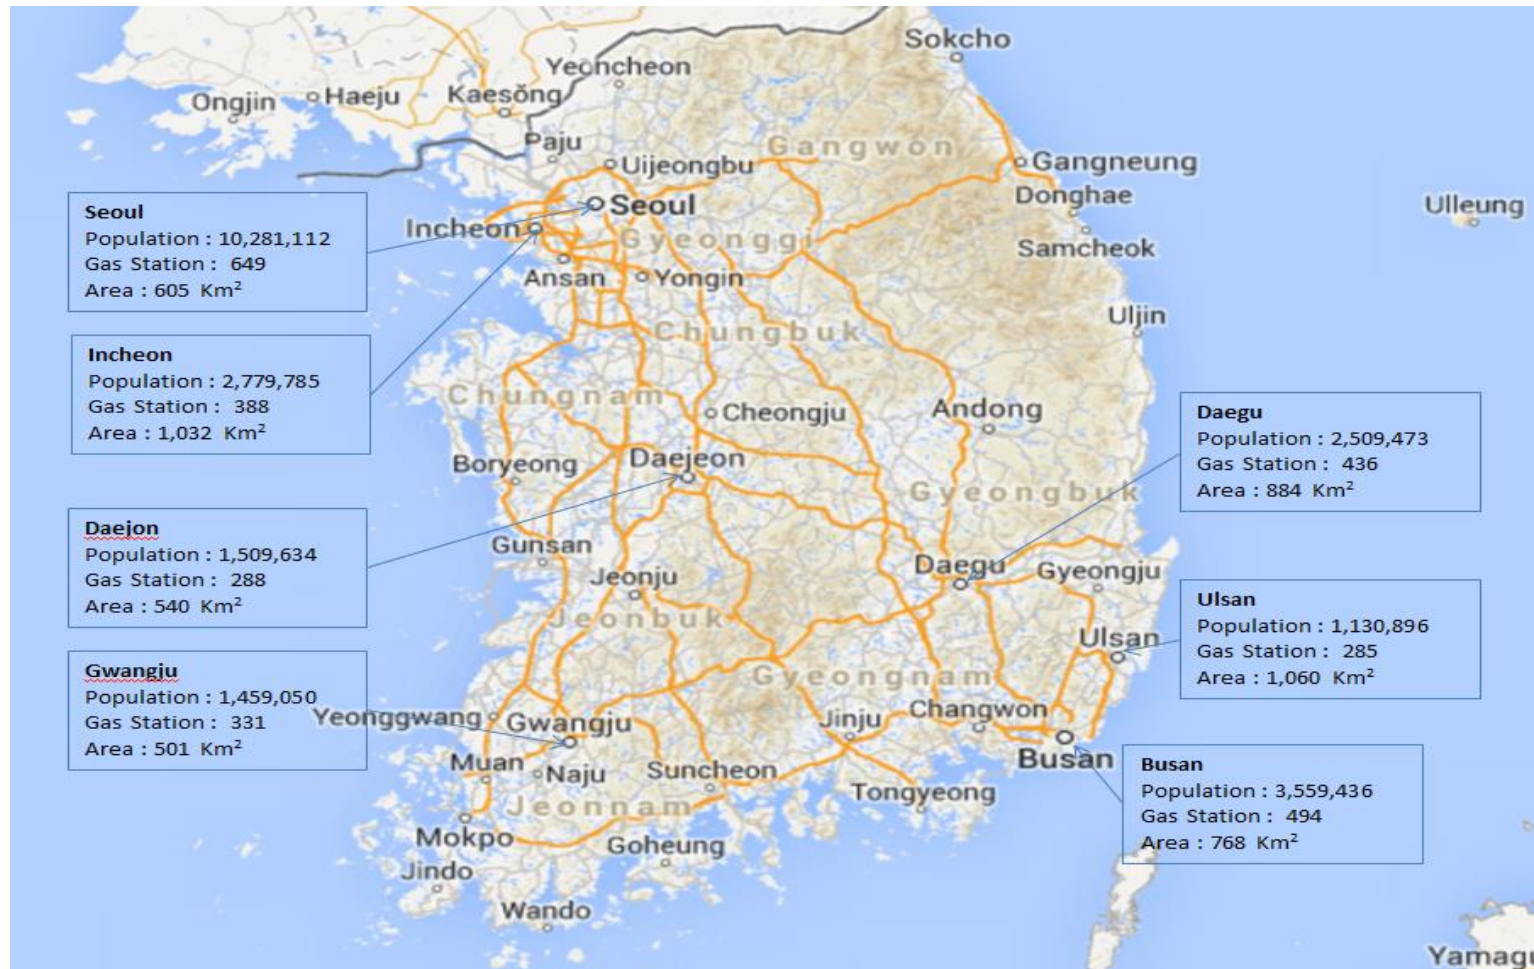 Sokcho
Yeoncheon
Ongjin
Haeju
Kaesŏng
Paju
Uijeongbu
Gangwon
Gangneung
Donghae
Ulleung
Samcheok
Seoul
Population : 10,281,112
Gas Station : 649
Area : 605 Km²
Seoul
Incheon
Gyeonggi
Ansan
Yongin
Uljin
Incheon
Population : 2,779,785
Gas Station : 388
Area : 1,032 Km²
Chungbuk
Chungnam
Cheongju
Andong
Boryeong
Daejeon
Gyeongbuk
Daegu
Population : 2,509,473
Gas Station : 436
Area : 884 Km²
Daejon
Population : 1,509,634
Gas Station : 288
Area : 540 Km²
Gunsan
Jeonju
Jeonbuk
Daegu
Gyeongju
Ulsan
Ulsan
Population : 1,130,896
Gas Station : 285
Area : 1,060 Km²
Gwangju
Population : 1,459,050
Gas Station : 331
Area : 501 Km²
Gyeongnam
Yeonggwang
Gwangju
Jinju
Changwon
Busan
Muan
Naju
Suncheon
Tongyeong
Jeonnam
Busan
Population : 3,559,436
Gas Station : 494
Area : 768 Km²
Mokpo
Goheung
Jindo
Wando
Yamagu